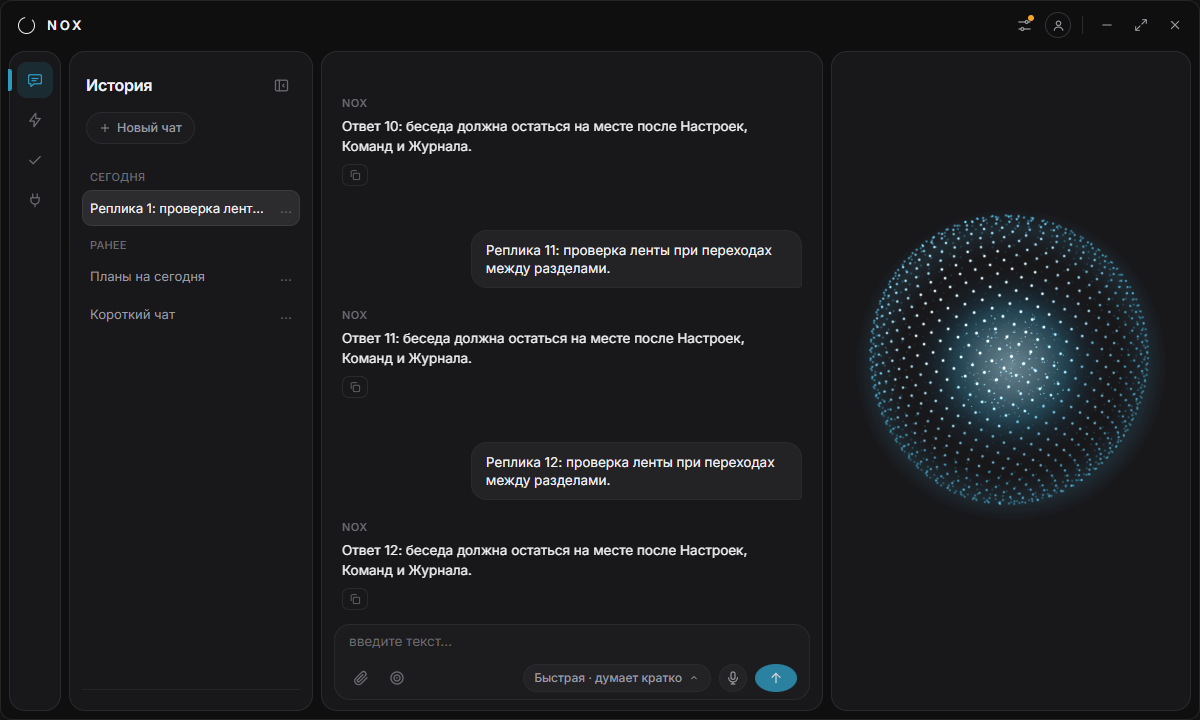 NOX
История
+ Новый чат
СЕГОДНЯ
Реплика 1: проверка лент... ...
РАНЕЕ
Планы на сегодня ...
Короткий чат ...
NOX
Ответ 10: беседа должна остаться на месте после Настроек,
Команд и Журнала.
Реплика 11: проверка ленты при переходах
между разделами.
NOX
Ответ 11: беседа должна остаться на месте после Настроек,
Команд и Журнала.
Реплика 12: проверка ленты при переходах
между разделами.
NOX
Ответ 12: беседа должна остаться на месте после Настроек,
Команд и Журнала.
введите текст...
Быстрая · думает кратко